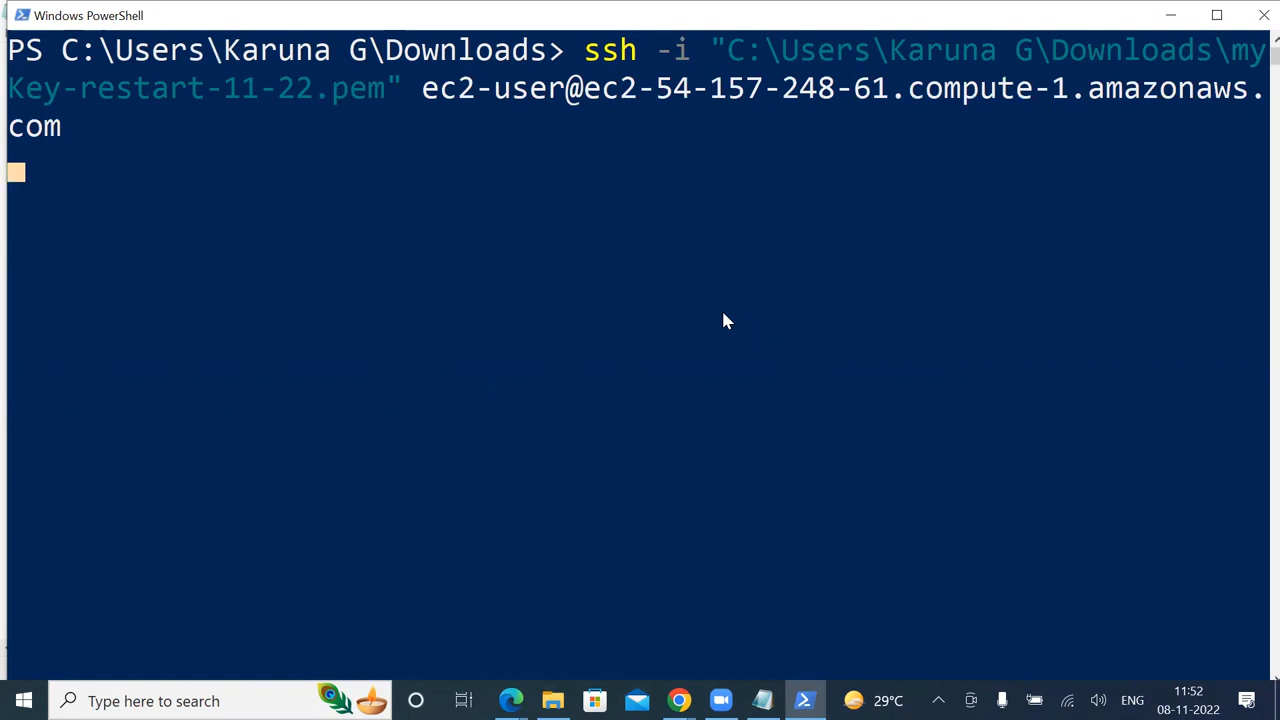 Windows PowerShell
PS C:\Users\Karuna G\Downloads> ssh -i "C:\Users\Karuna G\Downloads\my
Key-restart-11-22.pem" ec2-user@ec2-54-157-248-61.compute-1.amazonaws.
com
Type here to search
29°C
ENG
11:52
08-11-2022